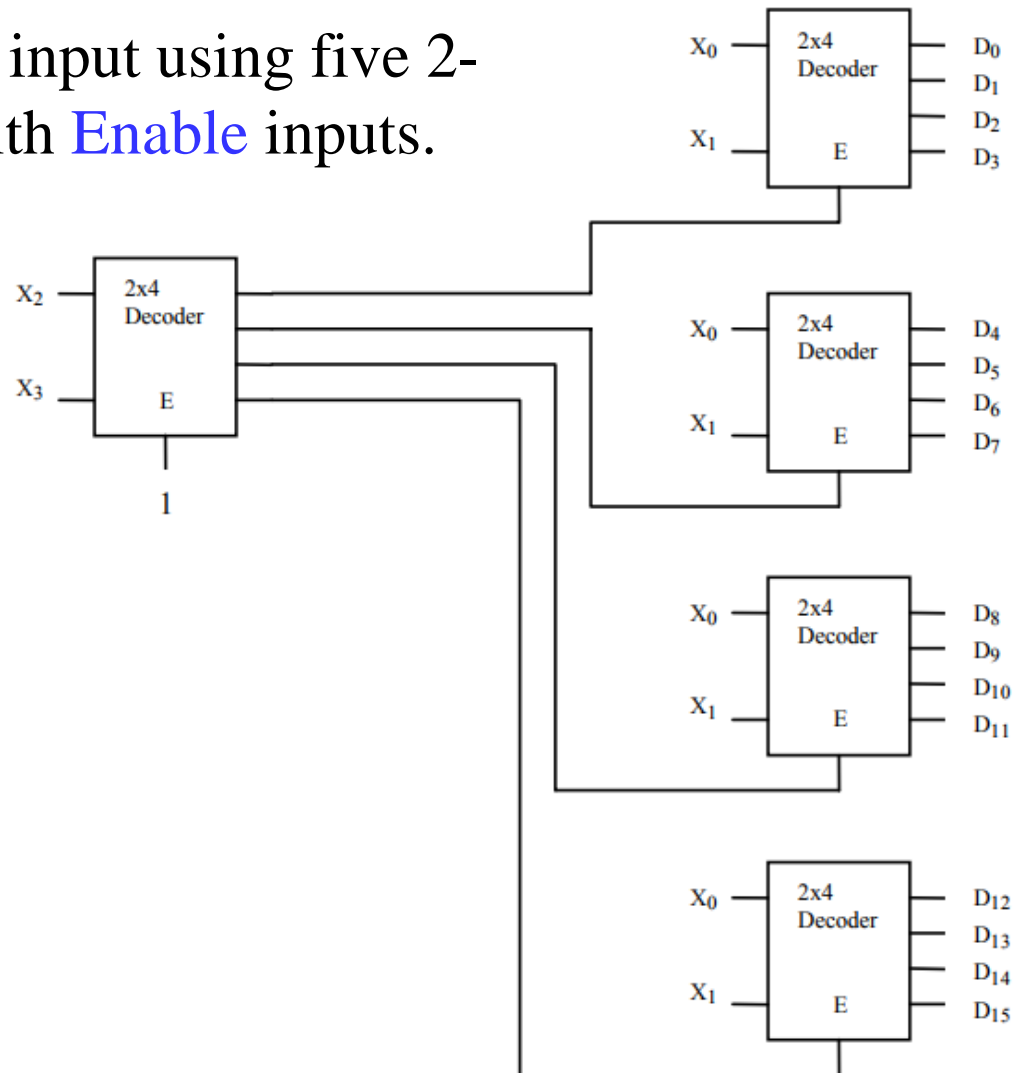 input using five 2-
Enable inputs.
X0
2x4
Decoder
D0
D1
D2
X1
E
D3
X2
2x4
Decoder
X3
E
1
X0
2x4
Decoder
D4
D5
D6
X1
E
D7
X0
2x4
Decoder
D8
D9
D10
X1
E
D11
X0
2x4
Decoder
D12
D13
D14
X1
E
D15